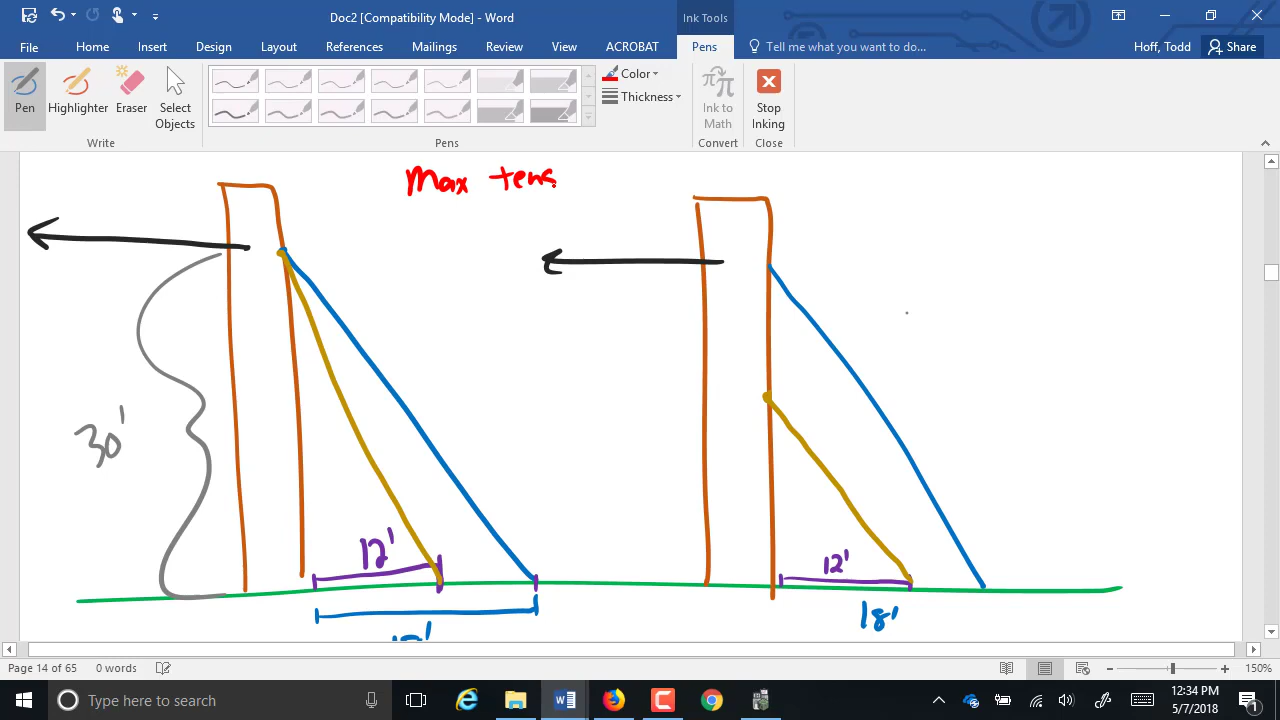 Doc2 [Compatibility Mode] - Word
Ink Tools
File Home Insert Design Layout References Mailings Review View ACROBAT Pens Tell me what you want to do... Hoff, Todd Share
Pen Highlighter Eraser Select Objects
Color
Thickness
Ink to Math
Stop Inking
Write Pens Convert Close
Max tens
30'
12'
12'
18'
Page 14 of 65 0 words 150%
Type here to search
12:34 PM
5/7/2018
1